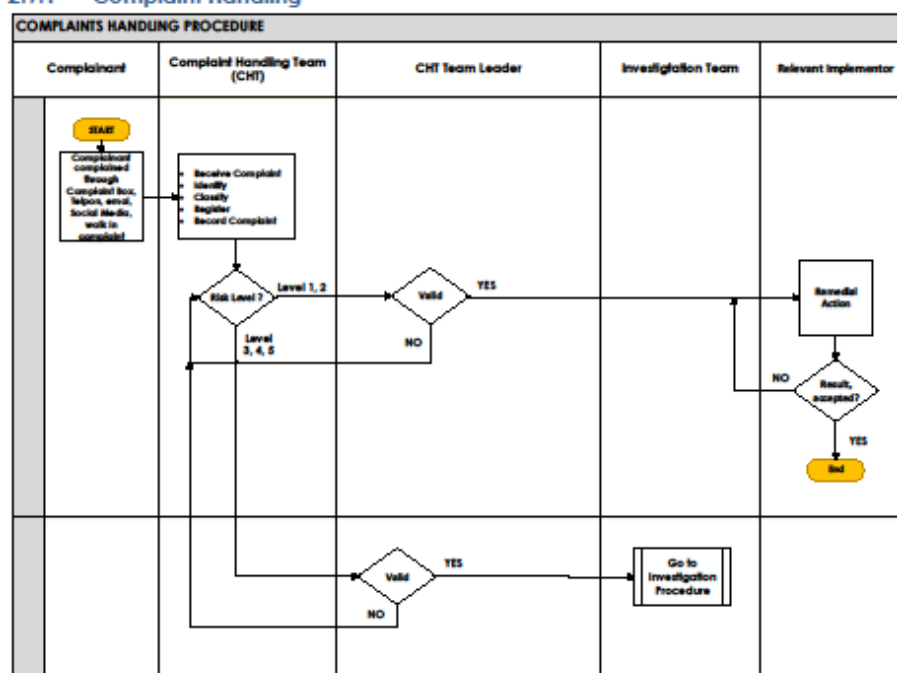 Complaint Handling
COMPLAINTS HANDLING PROCEDURE
Complainant
Complaint Handling Team
(CHT)
CHT Team Leader
Investigtation Team
Relevant Implementor
START
Complainant
complained
through
Complaint Box,
Telpon, email,
Social Media,
walk in
complaint
Receive Complaint
Identify
Classify
Register
Record Complaint
Risk Level ?
Level 1, 2
Valid
YES
Remedial
Action
Level
3, 4, 5
NO
NO
Result,
accepted?
YES
End
Valid
YES
Go to
Investigation
Procedure
NO